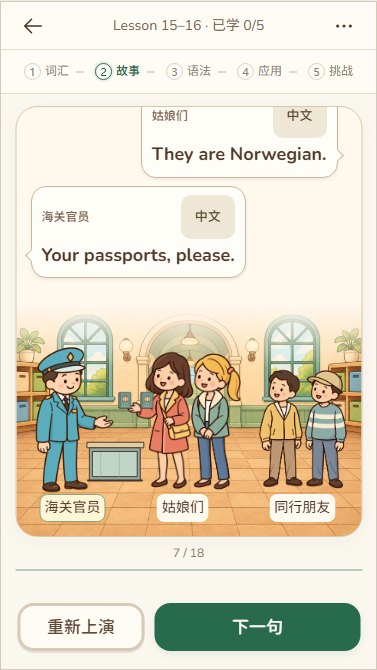 Lesson 15–16 · 已学 0/5
1 词汇 — 2 故事 — 3 语法 — 4 应用 — 5 挑战
姑娘们 中文
They are Norwegian.
海关官员 中文
Your passports, please.
海关官员 姑娘们 同行朋友
7 / 18
重新上演 下一句